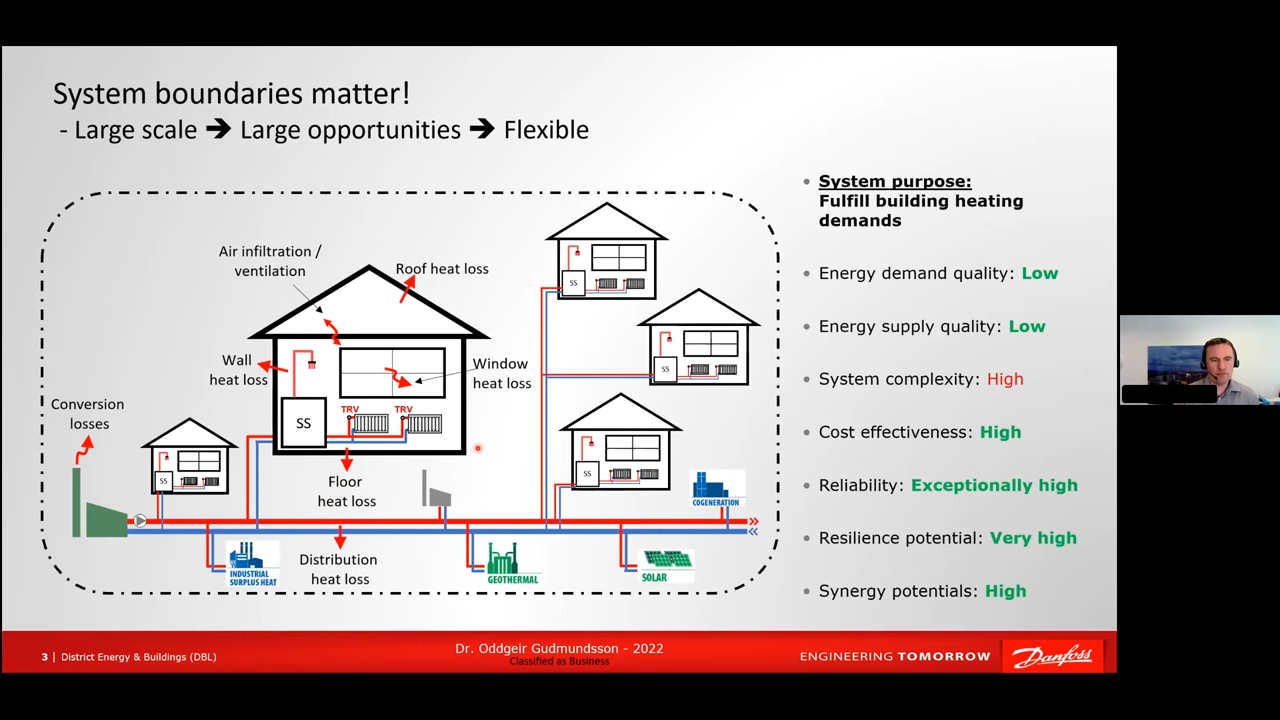 System boundaries matter!
- Large scale ➔ Large opportunities ➔ Flexible
Air infiltration /
ventilation
Roof heat loss
Wall
heat loss
Window
heat loss
TRV TRV
SS
Conversion
losses
SS
Floor
heat loss
SS
SS
SS
COGENERATION
INDUSTRIAL
SURPLUS HEAT
Distribution
heat loss
GEOTHERMAL
SOLAR
• System purpose:
Fulfill building heating
demands
• Energy demand quality: Low
• Energy supply quality: Low
• System complexity: High
• Cost effectiveness: High
• Reliability: Exceptionally high
• Resilience potential: Very high
• Synergy potentials: High
3 | District Energy & Buildings (DBL)
Dr. Oddgeir Gudmundsson - 2022
Classified as Business
ENGINEERING TOMORROW
Danfoss